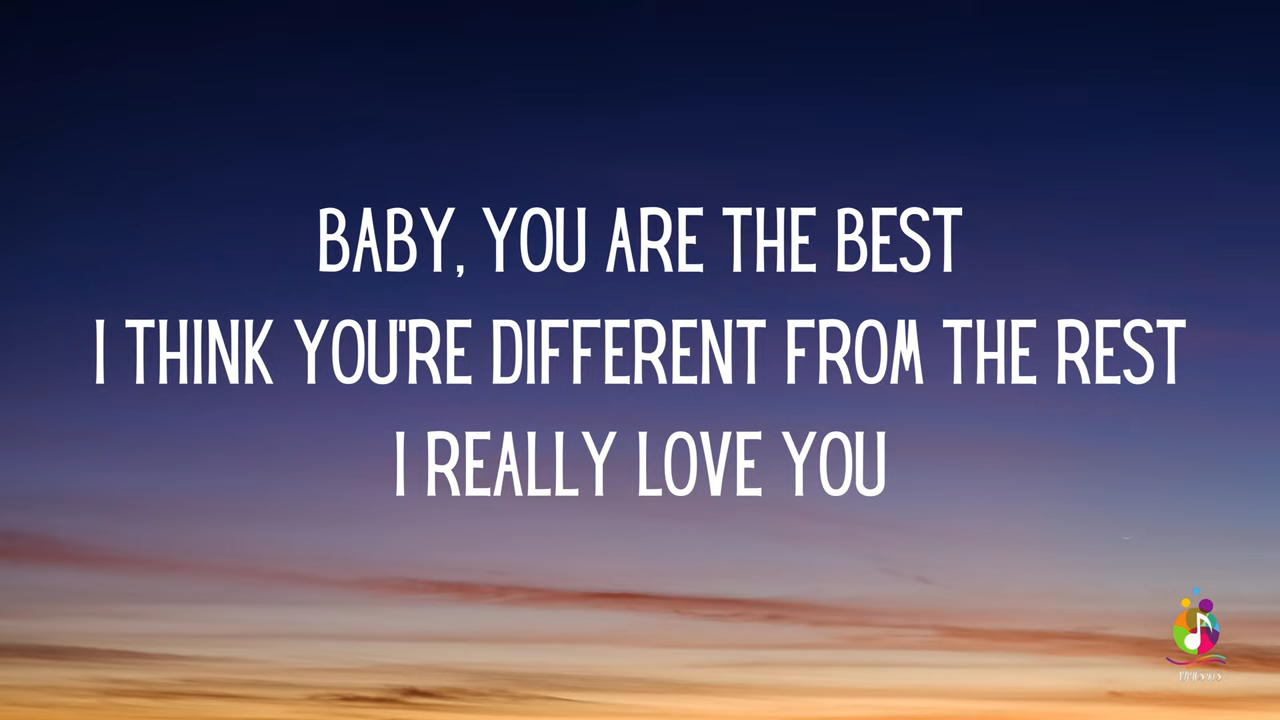 BABY, YOU ARE THE BEST
I THINK YOU'RE DIFFERENT FROM THE REST
I REALLY LOVE YOU